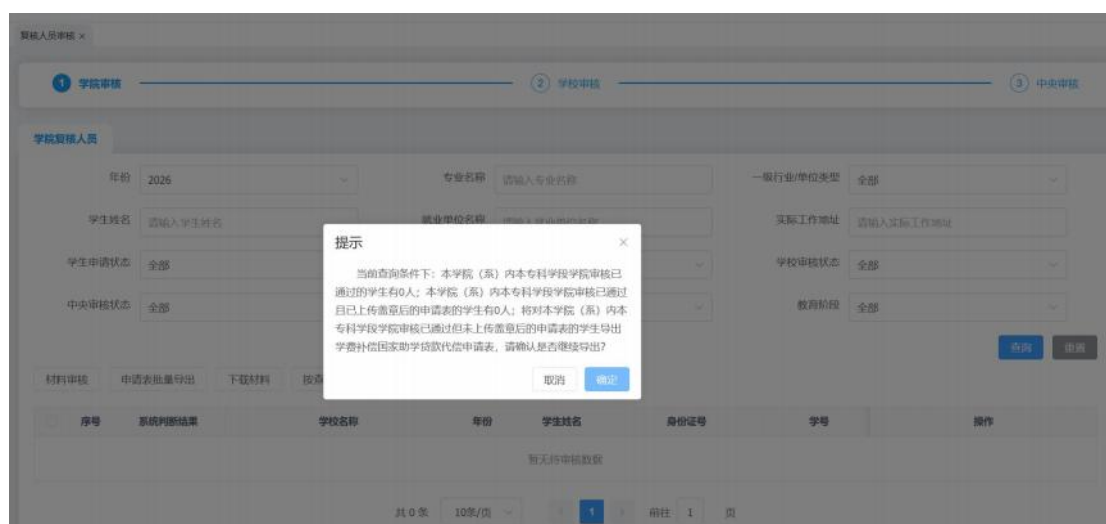 复核人员审核 ×
1 学院审核 2 学校审核 3 中央审核
学院复核人员
年份 2026 专业名称 请输入专业名称 一级行业/单位类型 全部
学生姓名 请输入学生姓名 就业单位名称 请输入就业单位名称 实际工作地址 请输入实际工作地址
学生申请状态 全部 学校审核状态 全部
中央审核状态 全部 教育阶段 全部
提示
当前查询条件下：本学院（系）内本专科学段学院审核已
通过的学生有0人；本学院（系）内本专科学段学院审核已通过
且已上传盖章后的申请表的学生有0人；将对本学院（系）内本
专科学段学院审核已通过但未上传盖章后的申请表的学生导出
学费补偿国家助学贷款代偿申请表，请确认是否继续导出？
取消 确定
查询 重置
材料审核 申请表批量导出 下载材料 按查
序号 系统判断结果 学校名称 年份 学生姓名 身份证号 学号 操作
暂无待审核数据
共 0 条 10条/页 1 前往 1 页